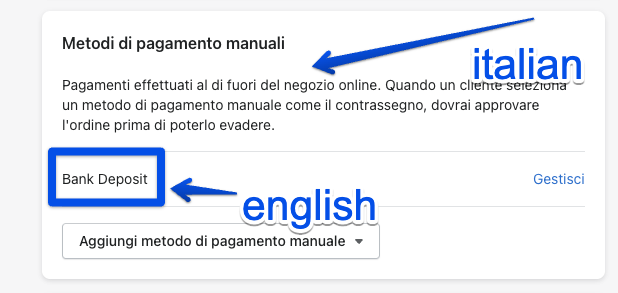 Metodi di pagamento manuali
italian
Pagamenti effettuati al di fuori del negozio online. Quando un cliente seleziona
un metodo di pagamento manuale come il contrassegno, dovrai approvare
l'ordine prima di poterlo evadere.
Bank Deposit
Gestisci
english
Aggiungi metodo di pagamento manuale